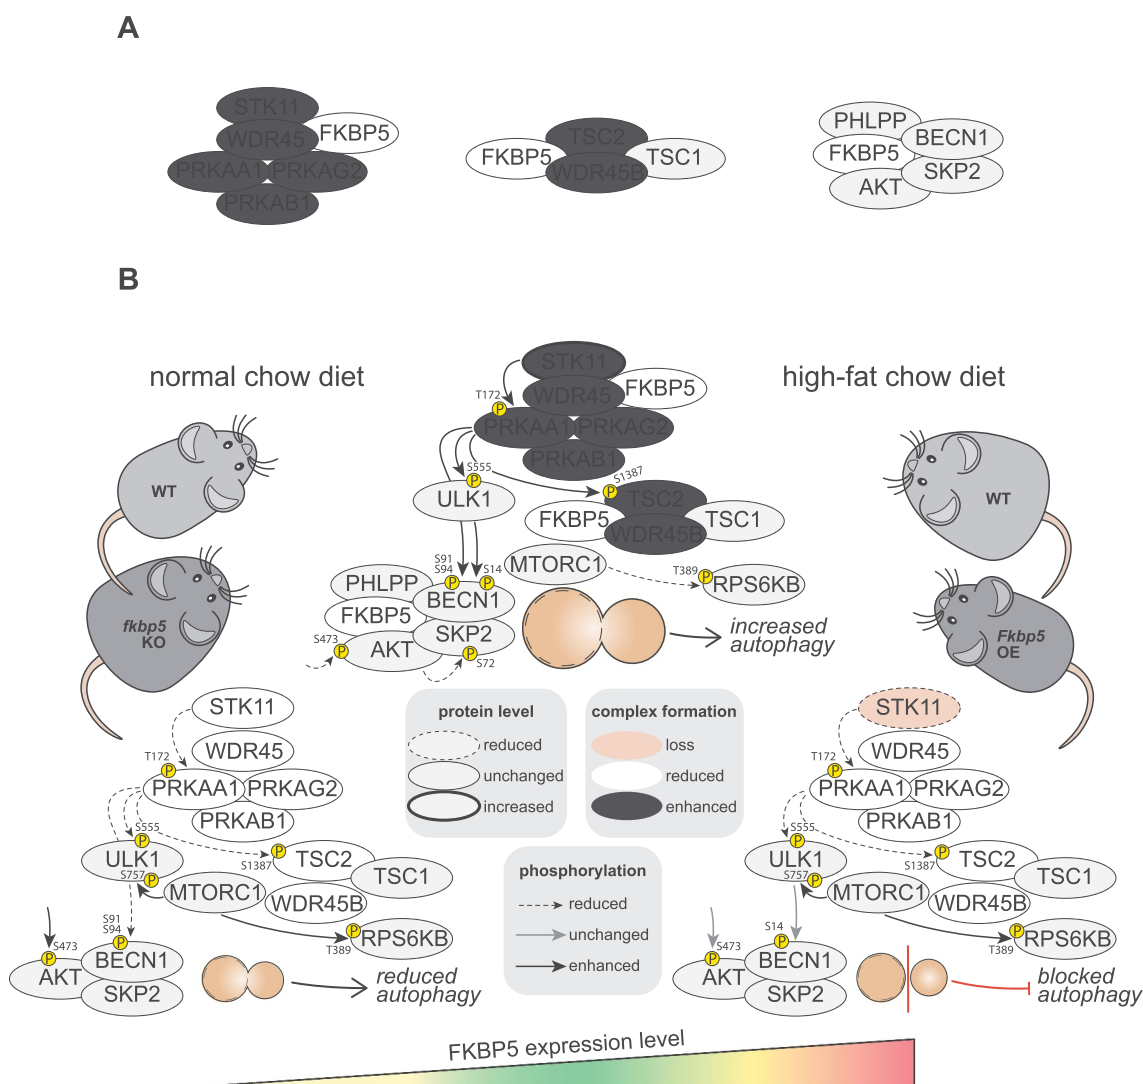 A
STK11
WDR45
FKBP5
PRKAA1
PRKAG2
PRKAB1
TSC2
FKBP5
TSC1
WDR45B
PHLPP
BECN1
FKBP5
SKP2
AKT
B
normal chow diet
high-fat chow diet
WT
fkbp5
KO
WT
Fkbp5
OE
STK11
WDR45
FKBP5
T172
P
PRKAA1
PRKAG2
PRKAB1
S555
P
ULK1
S1387
P
TSC2
FKBP5
TSC1
WDR45B
MTORC1
T389
P
RPS6KB
S91
S94
P
S14
P
PHLPP
BECN1
FKBP5
SKP2
S473
P
AKT
P
S72
increased
autophagy
protein level
reduced
unchanged
increased
complex formation
loss
reduced
enhanced
phosphorylation
reduced
unchanged
enhanced
STK11
WDR45
T172
P
PRKAA1
PRKAG2
PRKAB1
S555
P
ULK1
S757
P
S1387
P
TSC2
TSC1
MTORC1
WDR45B
S91
S94
P
T389
P
RPS6KB
S473
P
AKT
BECN1
SKP2
reduced
autophagy
STK11
WDR45
T172
P
PRKAA1
PRKAG2
PRKAB1
S555
P
ULK1
S757
P
S1387
P
TSC2
TSC1
MTORC1
WDR45B
S14
P
T389
P
RPS6KB
S473
P
AKT
BECN1
SKP2
blocked
autophagy
FKBP5 expression level